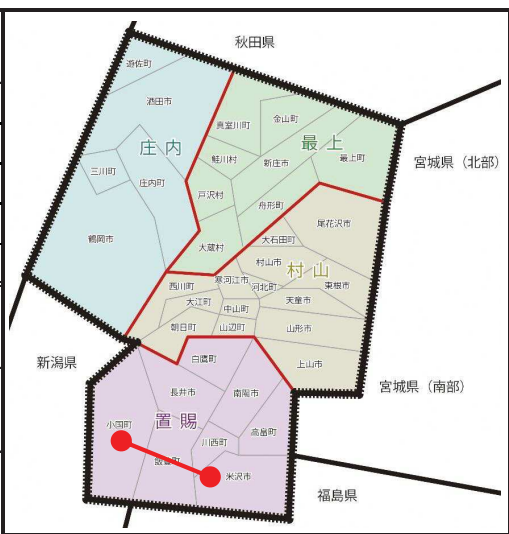 秋田県
遊佐町
酒田市
金山町
真室川町
庄内
最上
鮭川村
新庄市
最上町
宮城県（北部）
三川町
庄内町
戸沢村
舟形町
尾花沢市
鶴岡市
大蔵村
大石田町
村山市
村山
西川町
寒河江市
河北町
東根市
大江町
中山町
天童市
朝日町
山辺町
山形市
新潟県
白鷹町
上山市
宮城県（南部）
長井市
南陽市
置賜
小国町
高畠町
川西町
飯豊町
米沢市
福島県